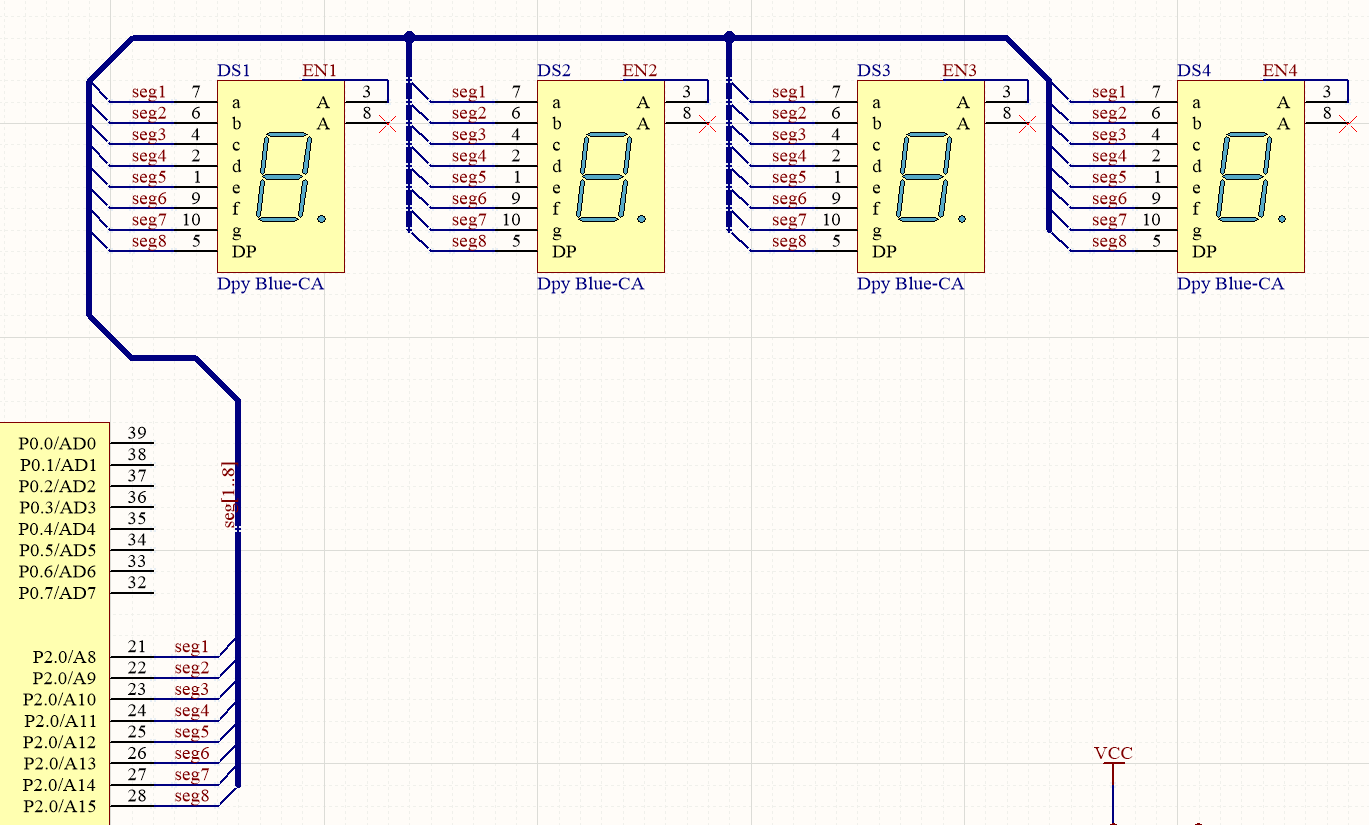 DS1 EN1 DS2 EN2 DS3 EN3 DS4 EN4
seg1 7 a A 3 seg1 7 a A 3 seg1 7 a A 3 seg1 7 a A 3
seg2 6 b A 8 seg2 6 b A 8 seg2 6 b A 8 seg2 6 b A 8
seg3 4 c seg3 4 c seg3 4 c seg3 4 c
seg4 2 d seg4 2 d seg4 2 d seg4 2 d
seg5 1 e seg5 1 e seg5 1 e seg5 1 e
seg6 9 f seg6 9 f seg6 9 f seg6 9 f
seg7 10 g seg7 10 g seg7 10 g seg7 10 g
seg8 5 DP seg8 5 DP seg8 5 DP seg8 5 DP
Dpy Blue-CA Dpy Blue-CA Dpy Blue-CA Dpy Blue-CA
P0.0/AD0 39
P0.1/AD1 38
P0.2/AD2 37
P0.3/AD3 36
P0.4/AD4 35
P0.5/AD5 34
P0.6/AD6 33
P0.7/AD7 32
seg[1..8]
P2.0/A8 21 seg1
P2.0/A9 22 seg2
P2.0/A10 23 seg3
P2.0/A11 24 seg4
P2.0/A12 25 seg5
P2.0/A13 26 seg6
P2.0/A14 27 seg7
P2.0/A15 28 seg8
VCC